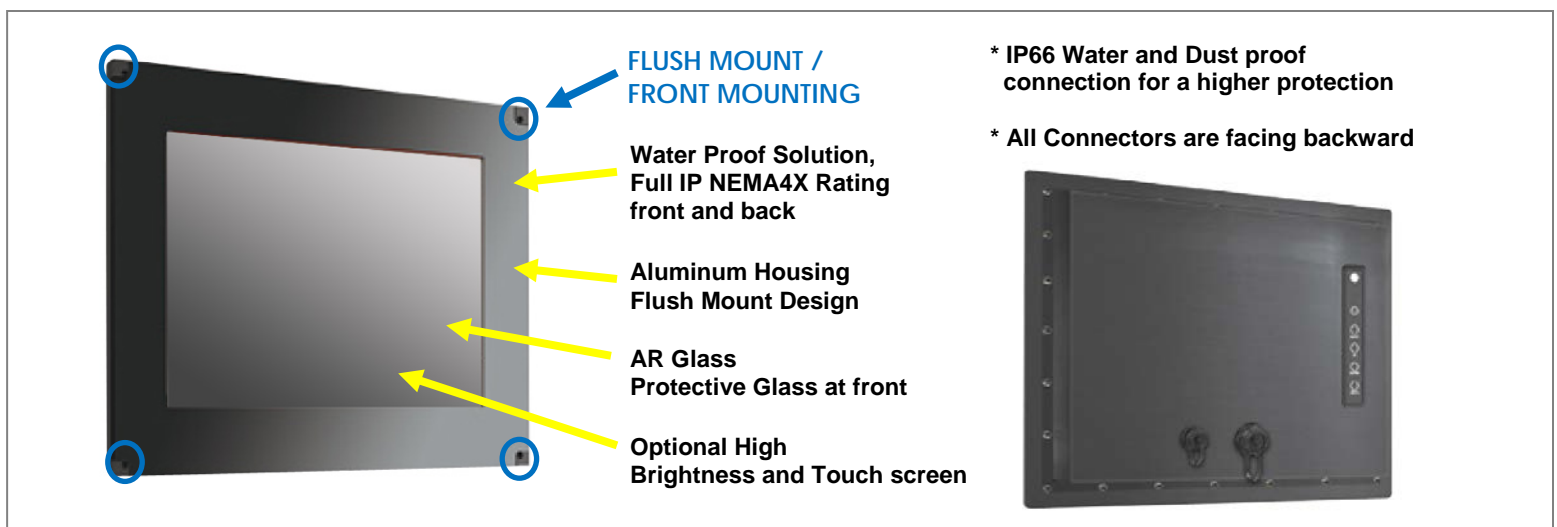 FLUSH MOUNT /
FRONT MOUNTING
Water Proof Solution,
Full IP NEMA4X Rating
front and back
Aluminum Housing
Flush Mount Design
AR Glass
Protective Glass at front
Optional High
Brightness and Touch screen
* IP66 Water and Dust proof
connection for a higher protection
* All Connectors are facing backward